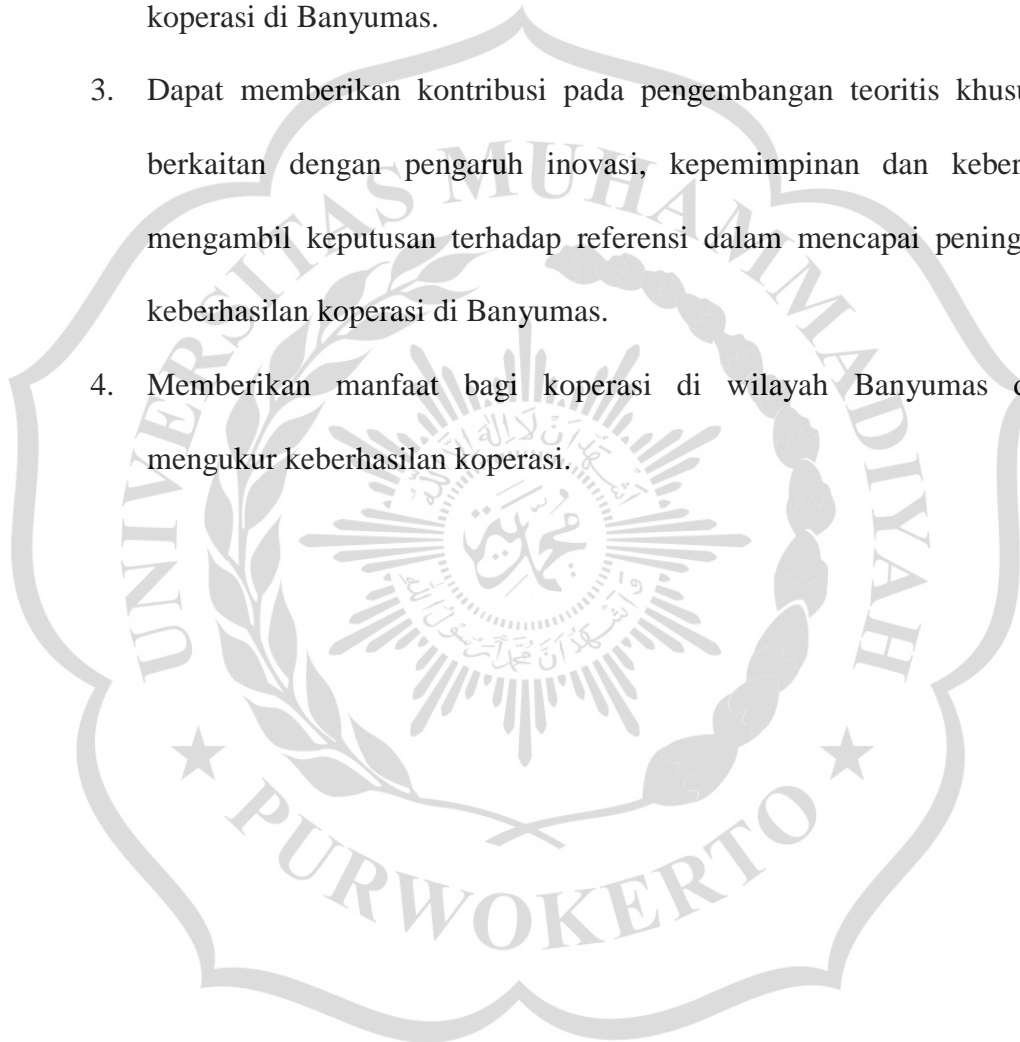 koperasi di Banyumas.
3. Dapat memberikan kontribusi pada pengembangan teoritis khusu
berkaitan dengan pengaruh inovasi, kepemimpinan dan keber
mengambil keputusan terhadap referensi dalam mencapai pening
keberhasilan koperasi di Banyumas.
4. Memberikan manfaat bagi koperasi di wilayah Banyumas d
mengukur keberhasilan koperasi.
UNIVERSITAS MUHAMMADIYAH
PURWOKERTO